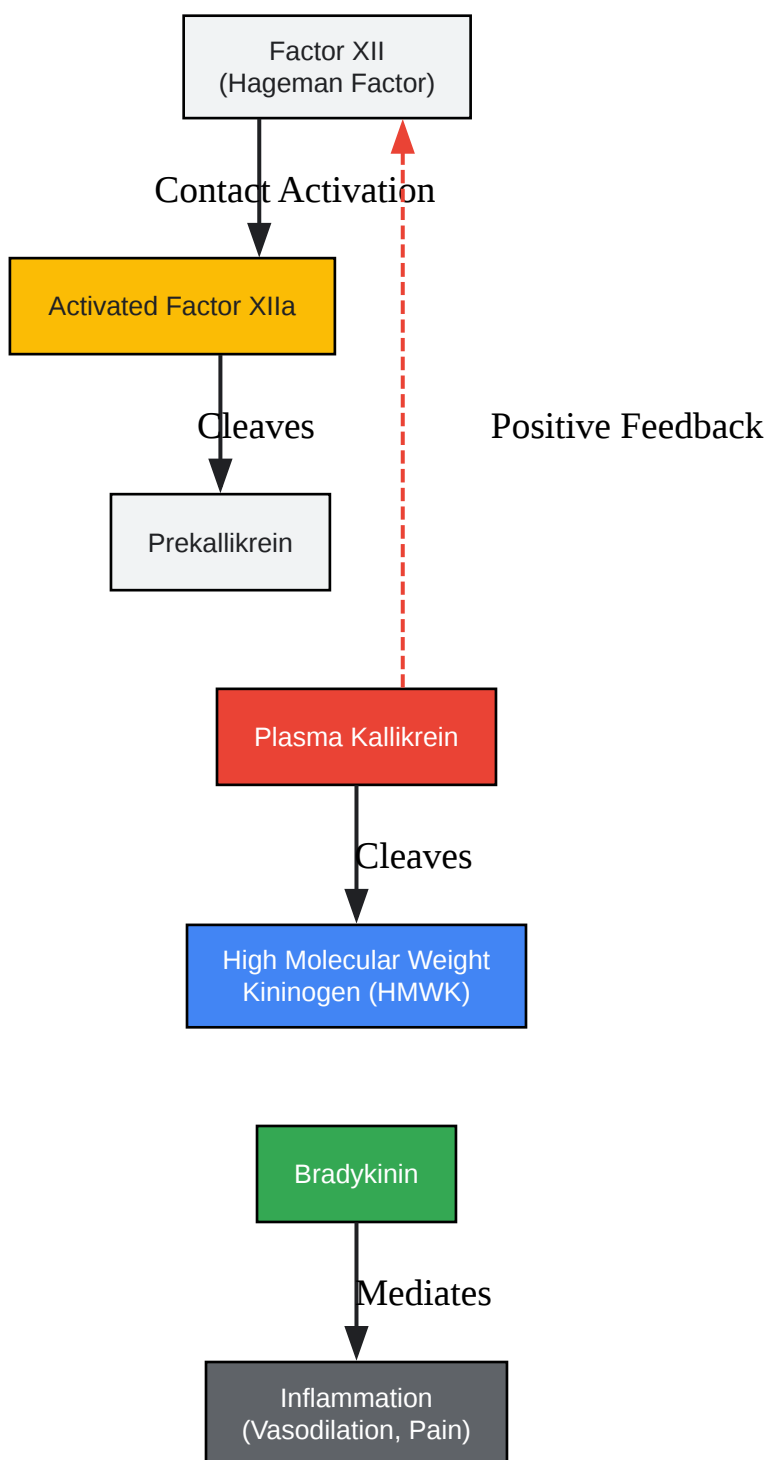 Factor XII
(Hageman Factor)
Contact Activation
Activated Factor XIIa
Cleaves
Positive Feedback
Prekallikrein
Plasma Kallikrein
Cleaves
High Molecular Weight
Kininogen (HMWK)
Bradykinin
Mediates
Inflammation
(Vasodilation, Pain)